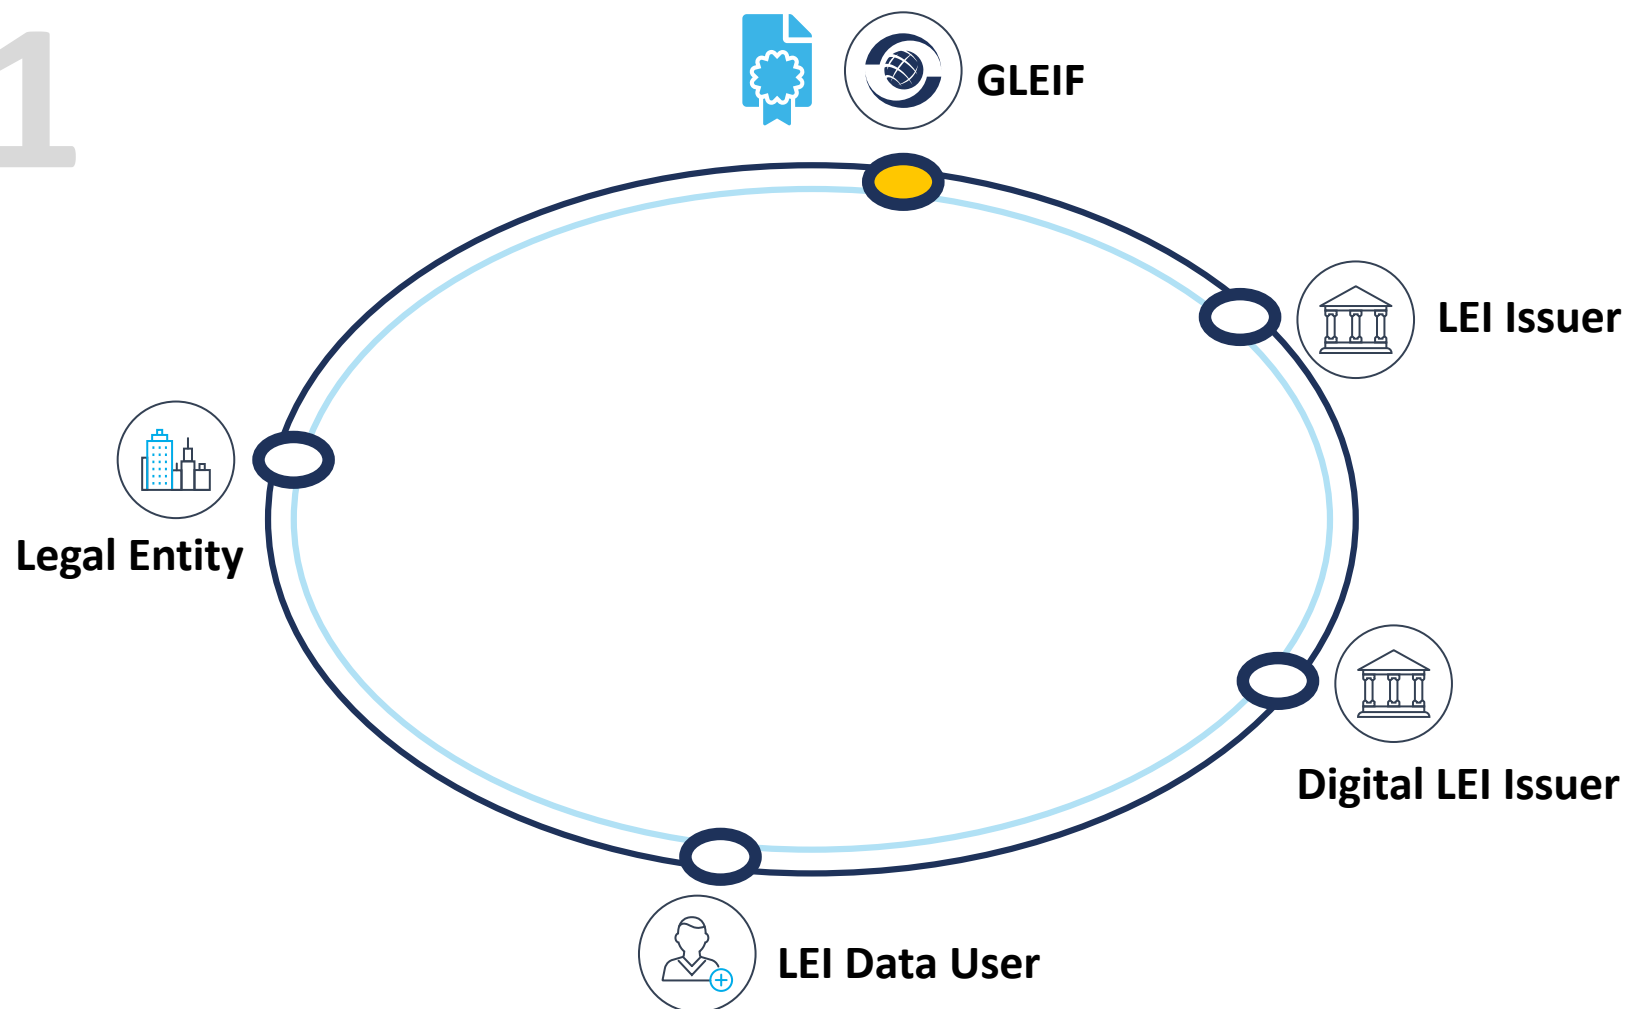 1
GLEIF
LEI Issuer
Legal Entity
Digital LEI Issuer
LEI Data User